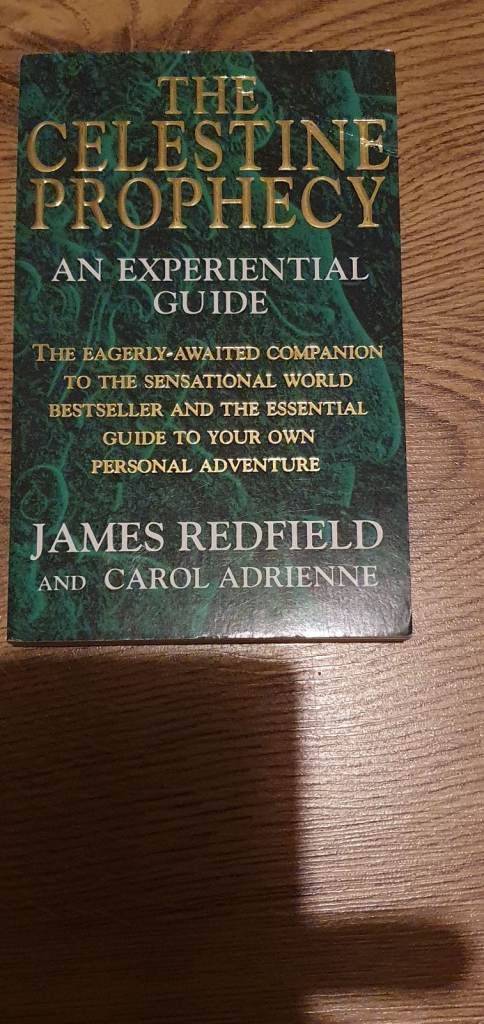 THE
CELESTINE
PROPHECY
AN EXPERIENTIAL
GUIDE
THE EAGERLY-AWAITED COMPANION
TO THE SENSATIONAL WORLD
BESTSELLER AND THE ESSENTIAL
GUIDE TO YOUR OWN
PERSONAL ADVENTURE
JAMES REDFIELD
AND CAROL ADRIENNE